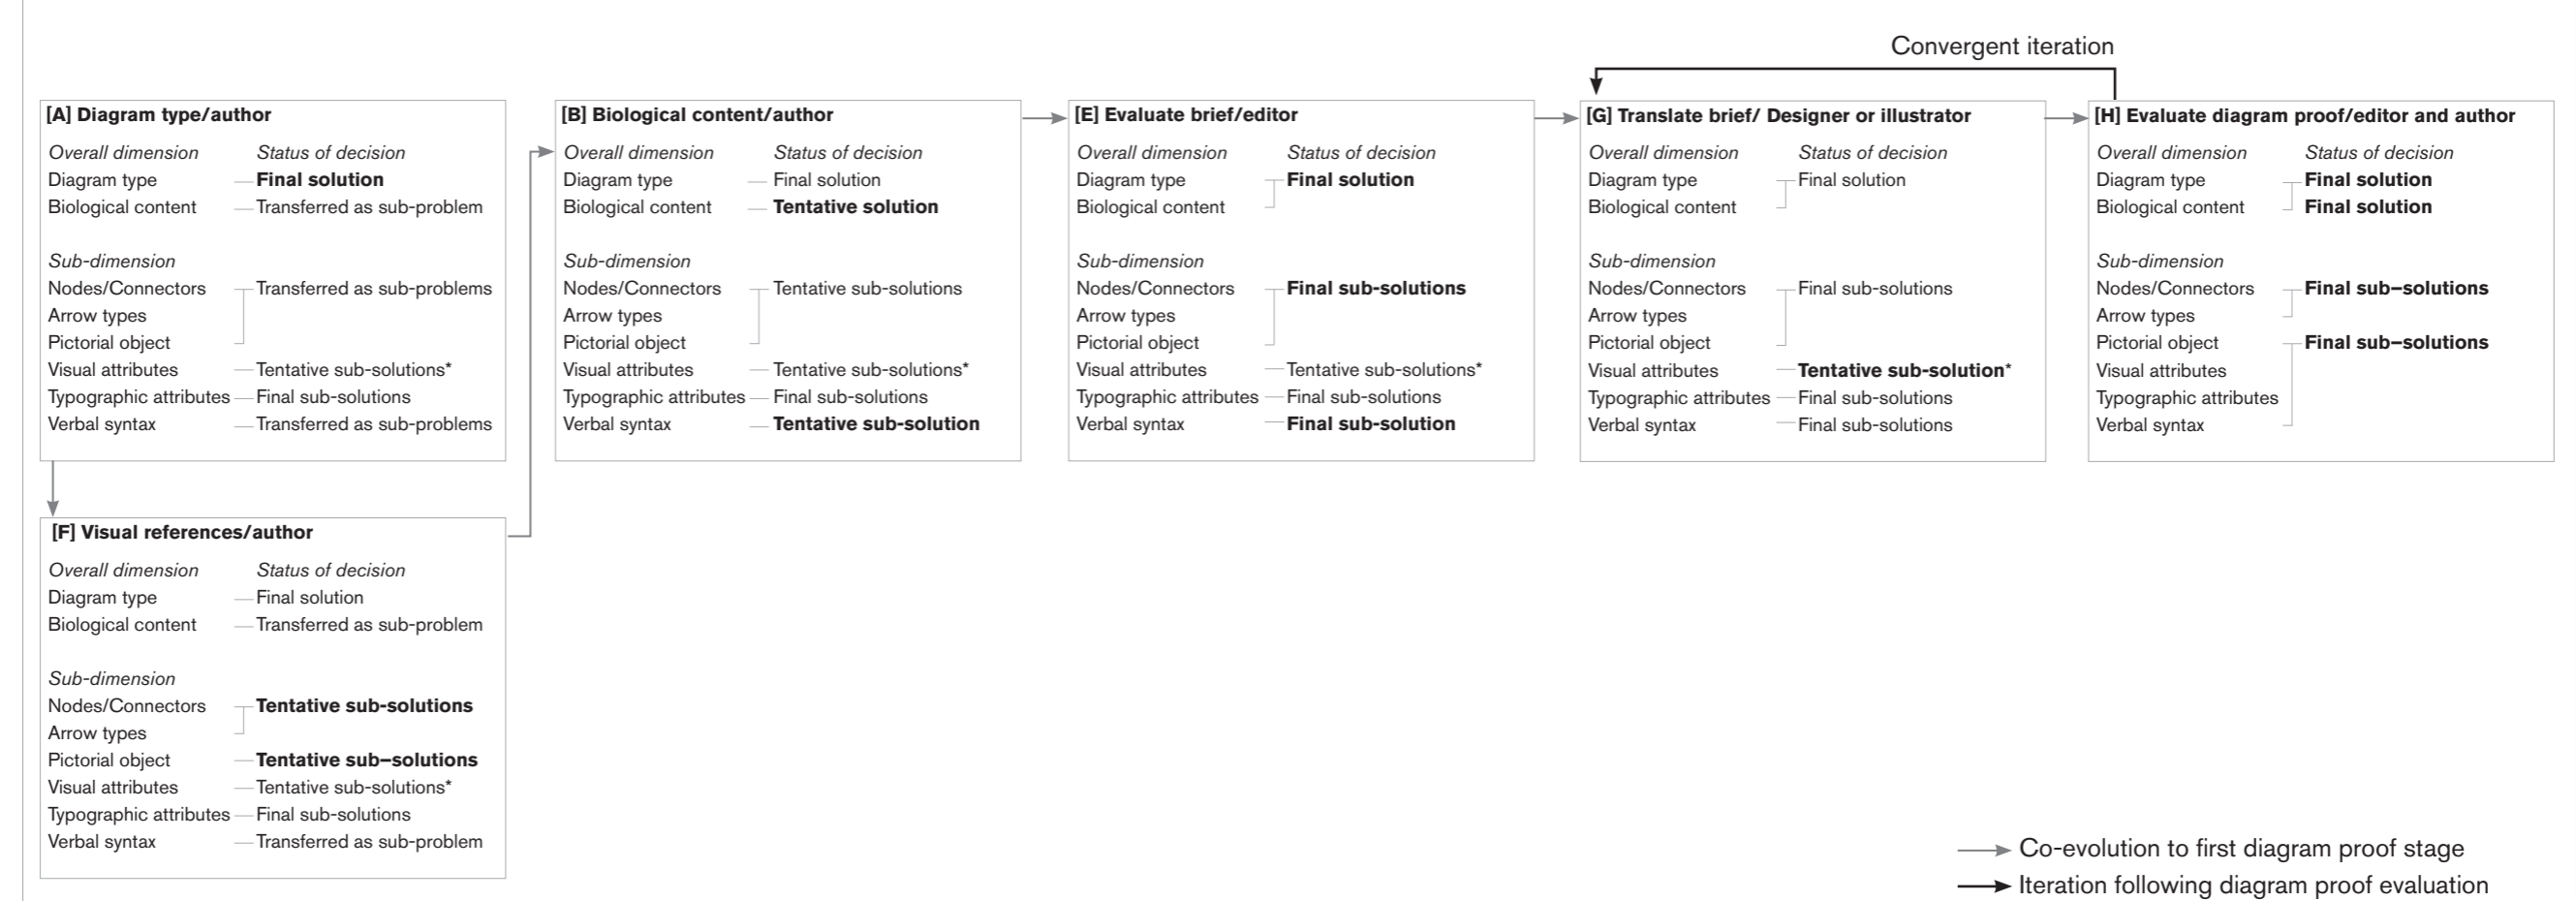 Convergent iteration
[A] Diagram type/author
Overall dimension Status of decision
Diagram type Final solution
Biological content Transferred as sub-problem
Sub-dimension
Nodes/Connectors Transferred as sub-problems
Arrow types
Pictorial object
Visual attributes Tentative sub-solutions*
Typographic attributes Final sub-solutions
Verbal syntax Transferred as sub-problems
[F] Visual references/author
Overall dimension Status of decision
Diagram type Final solution
Biological content Transferred as sub-problem
Sub-dimension
Nodes/Connectors Tentative sub-solutions
Arrow types
Pictorial object Tentative sub–solutions
Visual attributes Tentative sub-solutions*
Typographic attributes Final sub-solutions
Verbal syntax Transferred as sub-problem
[B] Biological content/author
Overall dimension Status of decision
Diagram type Final solution
Biological content Tentative solution
Sub-dimension
Nodes/Connectors Tentative sub-solutions
Arrow types
Pictorial object
Visual attributes Tentative sub-solutions*
Typographic attributes Final sub-solutions
Verbal syntax Tentative sub-solution
[E] Evaluate brief/editor
Overall dimension Status of decision
Diagram type Final solution
Biological content
Sub-dimension
Nodes/Connectors Final sub-solutions
Arrow types
Pictorial object
Visual attributes Tentative sub-solutions*
Typographic attributes Final sub-solutions
Verbal syntax Final sub-solution
[G] Translate brief/ Designer or illustrator
Overall dimension Status of decision
Diagram type Final solution
Biological content
Sub-dimension
Nodes/Connectors Final sub-solutions
Arrow types
Pictorial object
Visual attributes Tentative sub-solution*
Typographic attributes Final sub-solutions
Verbal syntax Final sub-solutions
[H] Evaluate diagram proof/editor and author
Overall dimension Status of decision
Diagram type Final solution
Biological content Final solution
Sub-dimension
Nodes/Connectors Final sub–solutions
Arrow types
Pictorial object Final sub–solutions
Visual attributes
Typographic attributes
Verbal syntax
Co-evolution to first diagram proof stage
Iteration following diagram proof evaluation